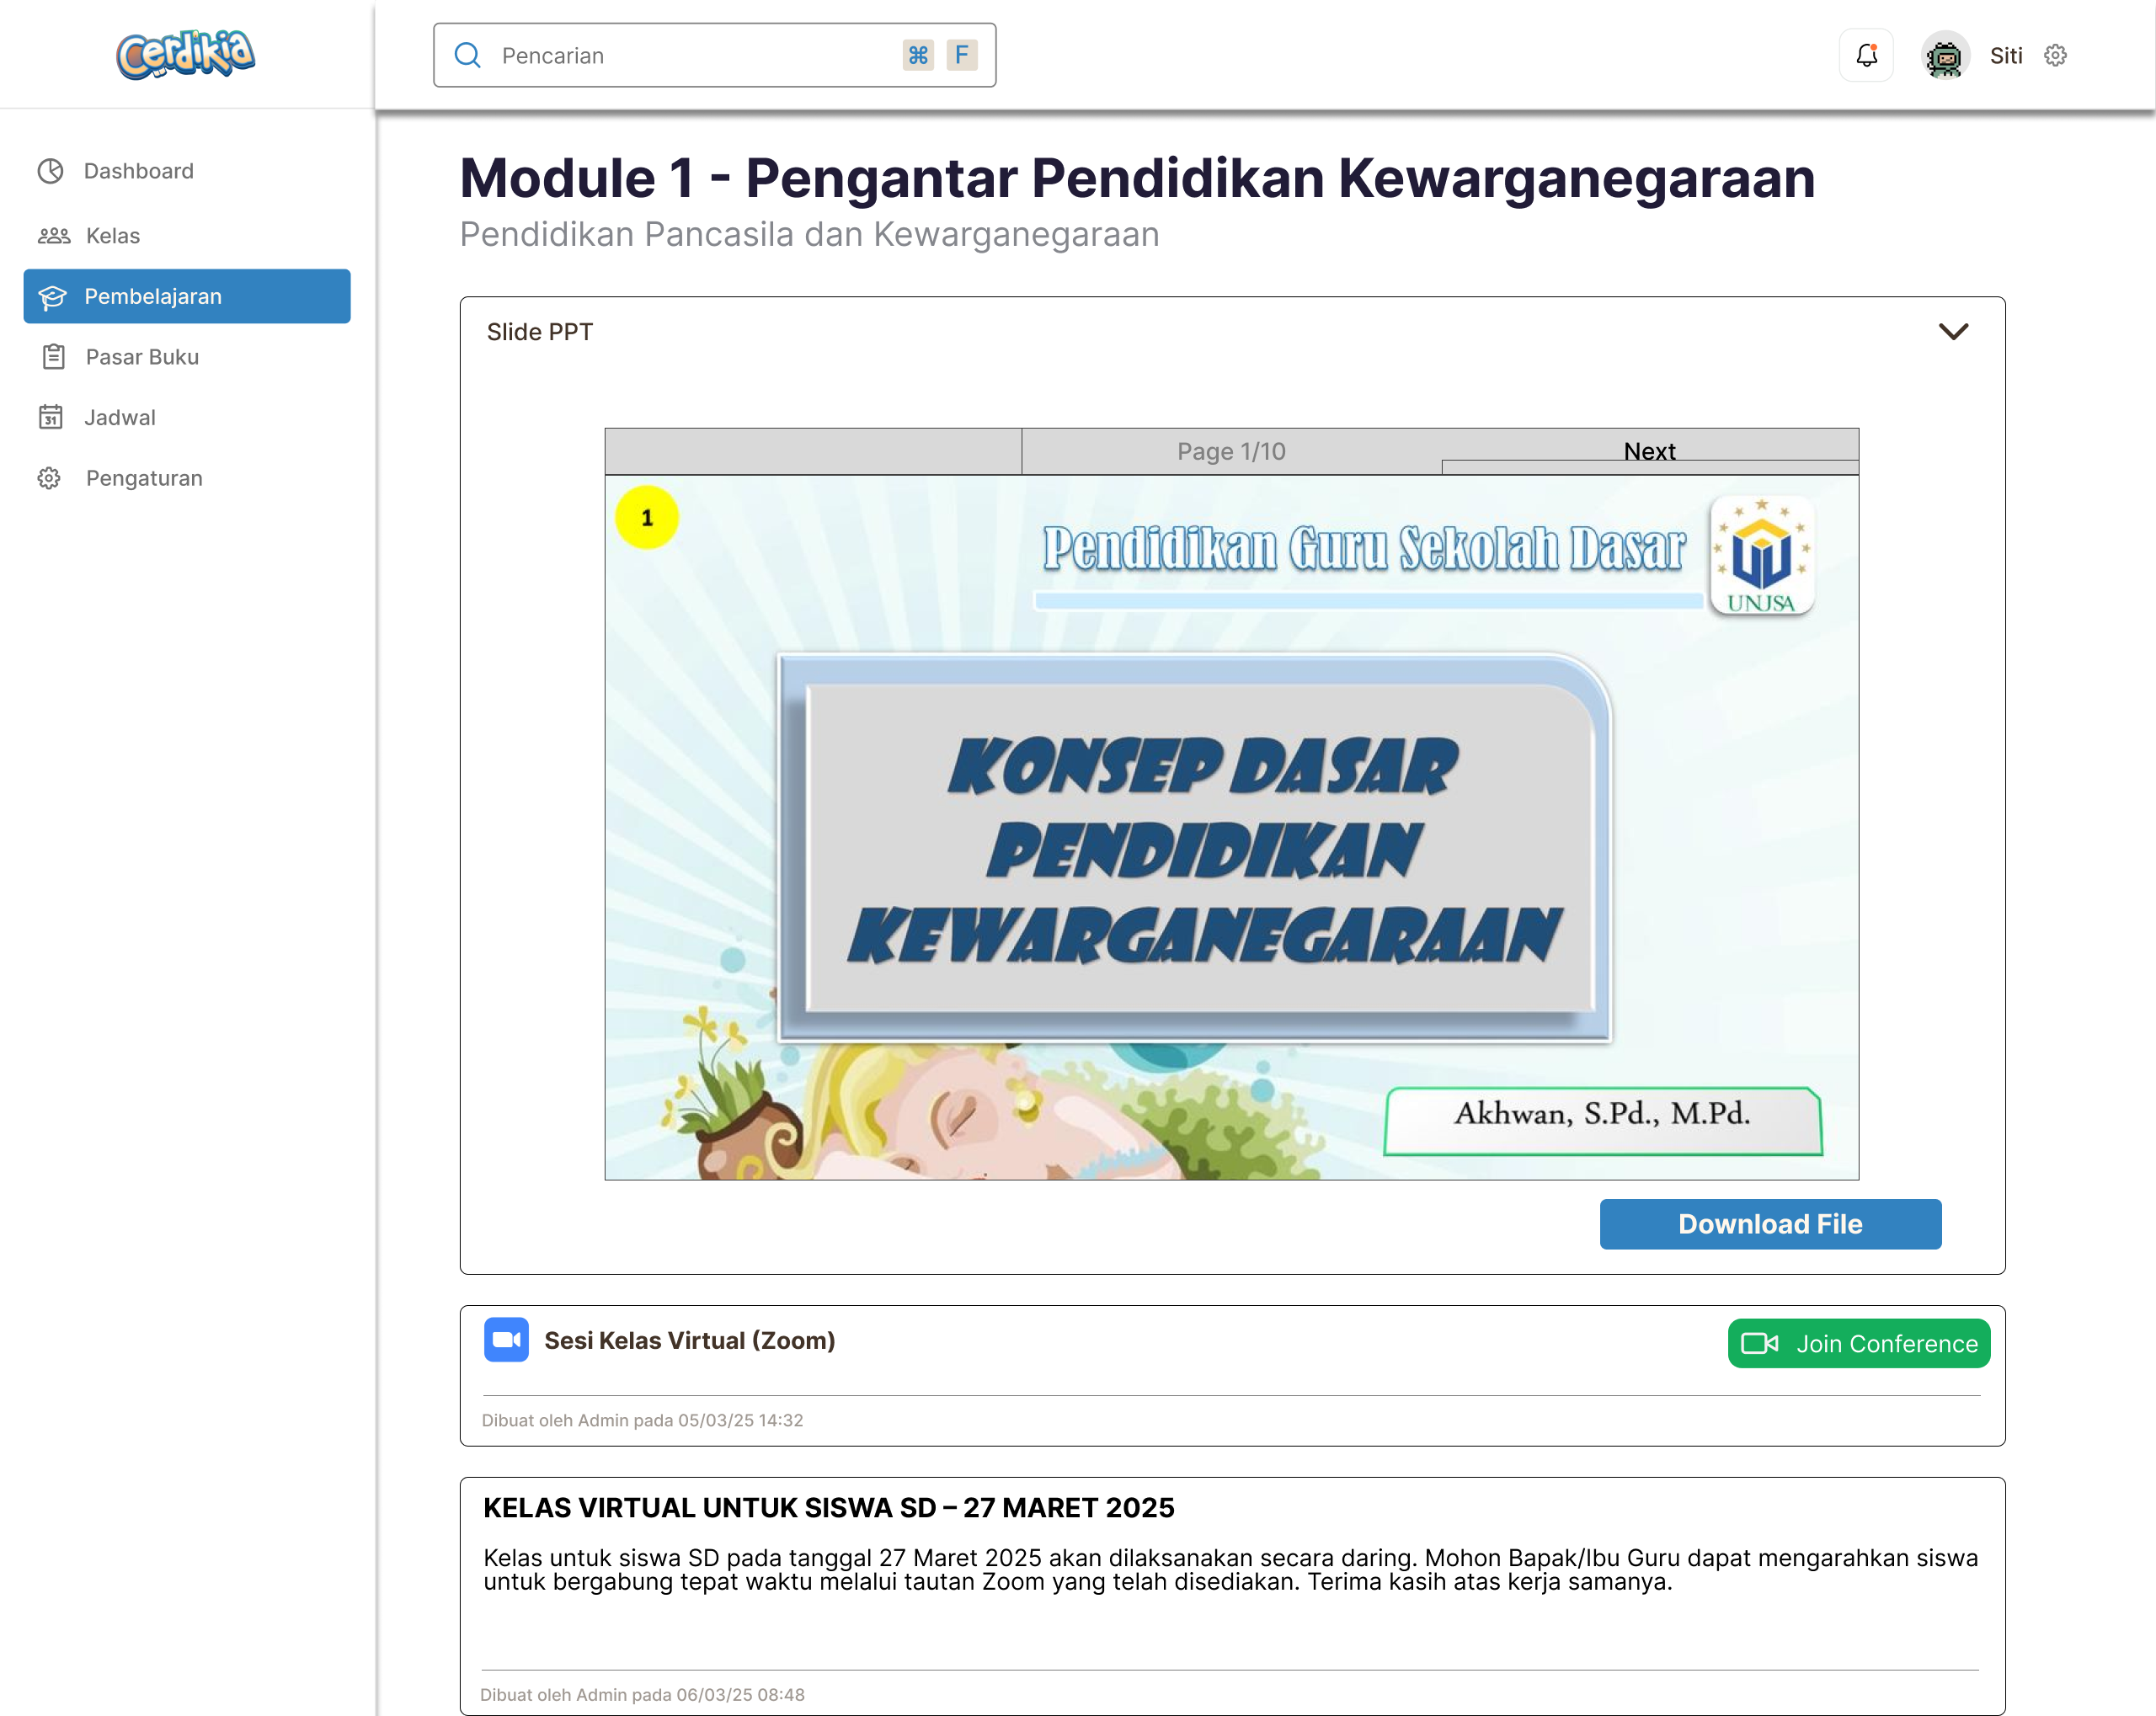 Cerdikia
Pencarian
⌘ F
Siti
Dashboard
Kelas
Pembelajaran
Pasar Buku
31
Jadwal
Pengaturan
Module 1 - Pengantar Pendidikan Kewarganegaraan
Pendidikan Pancasila dan Kewarganegaraan
Slide PPT
Page 1/10
Next
1
Pendidikan Guru Sekolah Dasar
UNUSA
KONSEP DASAR
PENDIDIKAN
KEWARGANEGARAAN
Akhwan, S.Pd., M.Pd.
Download File
Sesi Kelas Virtual (Zoom)
Join Conference
Dibuat oleh Admin pada 05/03/25 14:32
KELAS VIRTUAL UNTUK SISWA SD – 27 MARET 2025
Kelas untuk siswa SD pada tanggal 27 Maret 2025 akan dilaksanakan secara daring. Mohon Bapak/Ibu Guru dapat mengarahkan siswa
untuk bergabung tepat waktu melalui tautan Zoom yang telah disediakan. Terima kasih atas kerja samanya.
Dibuat oleh Admin pada 06/03/25 08:48